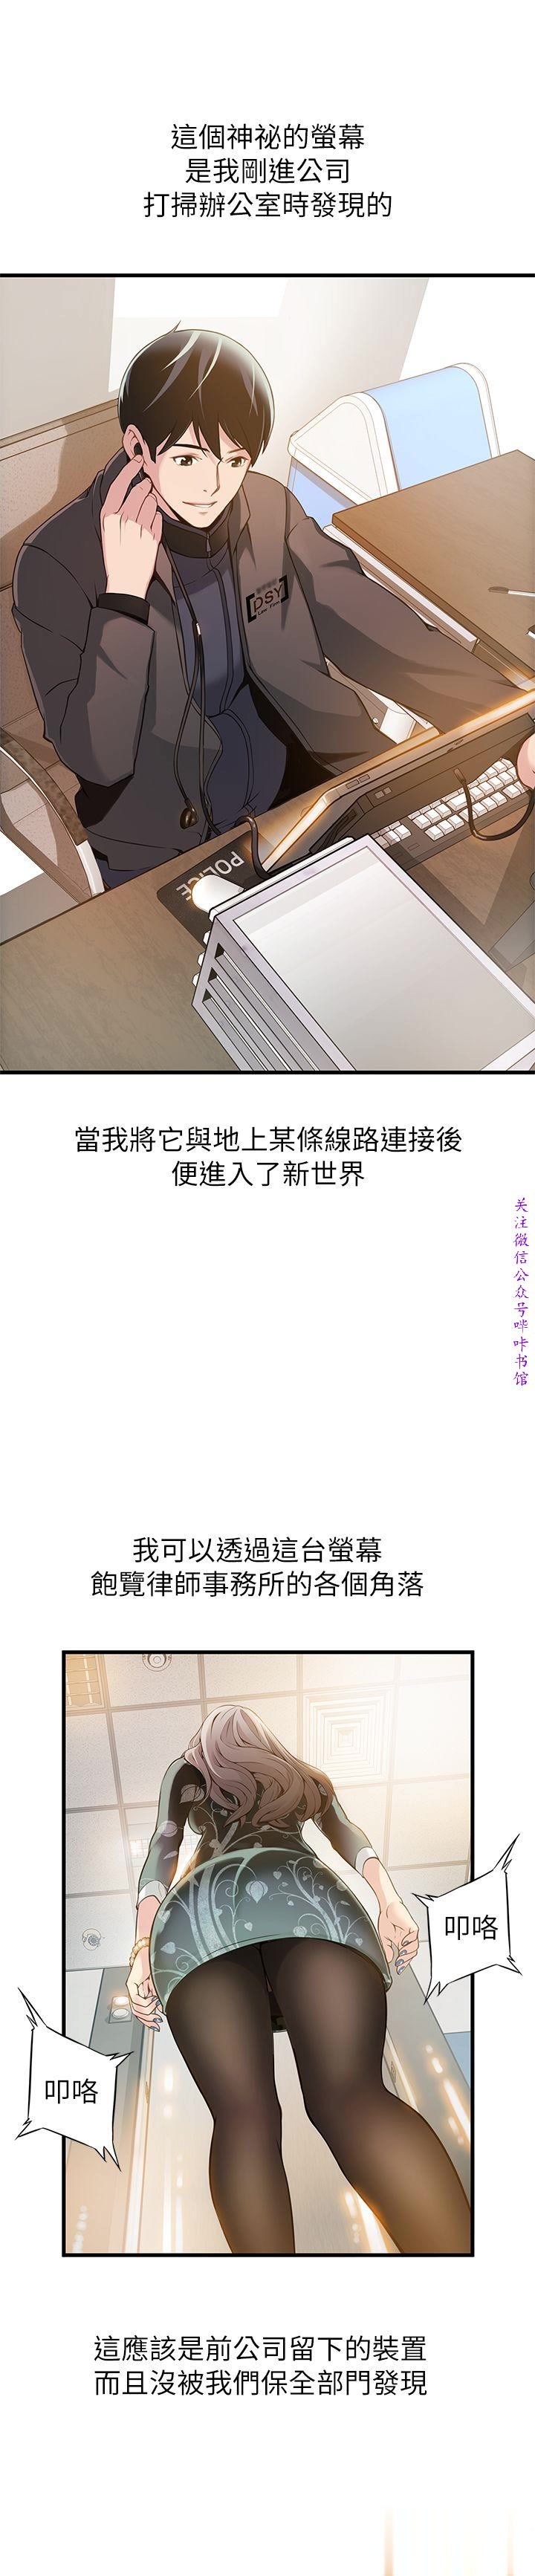 這個神祕的螢幕
是我剛進公司
打掃辦公室時發現的
DSY
Law Firm
POLICE
當我將它與地上某條線路連接後
便進入了新世界
关注微信公众号哔咔书馆
我可以透過這台螢幕
飽覽律師事務所的各個角落
叩咯
叩咯
這應該是前公司留下的裝置
而且沒被我們保全部門發現